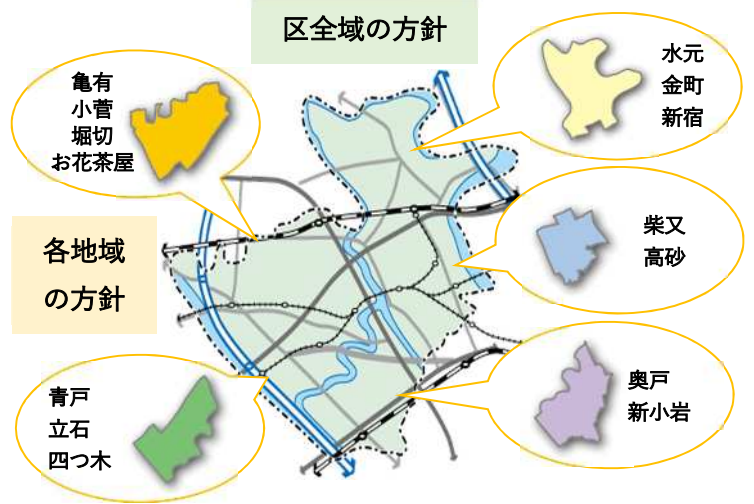 区全域の方針
亀有
小菅
堀切
お花茶屋
水元
金町
新宿
各地域
の方針
柴又
高砂
青戸
立石
四つ木
奥戸
新小岩